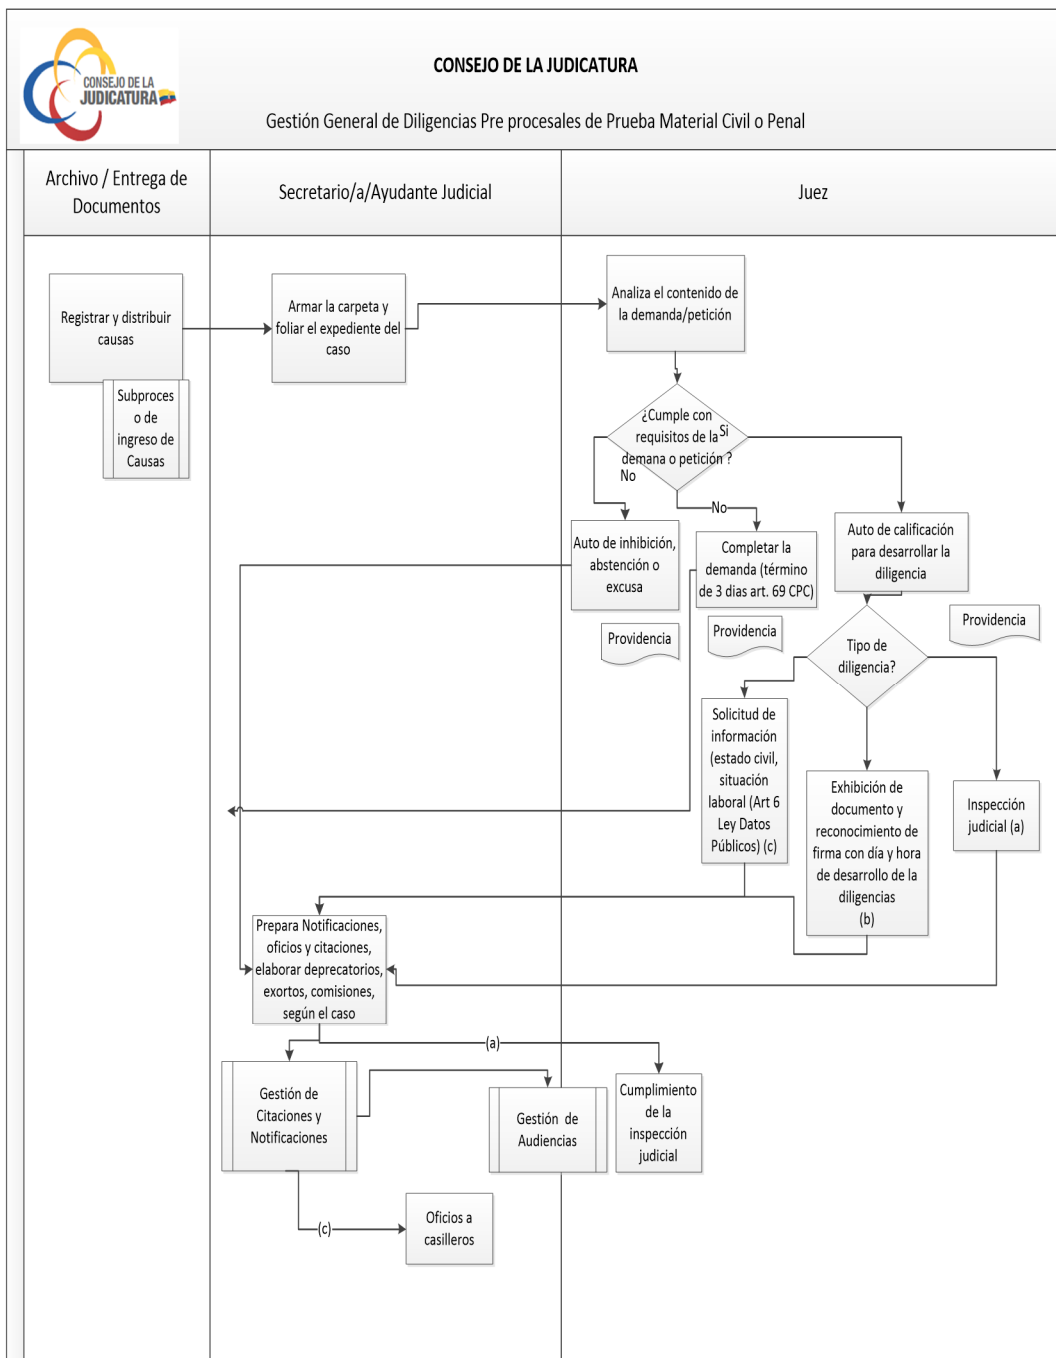 CONSEJO DE LA
JUDICATURA
CONSEJO DE LA JUDICATURA
Gestión General de Diligencias Pre procesales de Prueba Material Civil o Penal
Archivo / Entrega de
Documentos
Secretario/a/Ayudante Judicial
Juez
Registrar y distribuir
causas
Subproces
o de
ingreso de
Causas
Armar la carpeta y
foliar el expediente del
caso
Analiza el contenido de
la demanda/petición
¿Cumple con
requisitos de la
demana o petición ?
Si
No
No
Auto de inhibición,
abstención o
excusa
Completar la
demanda (término
de 3 dias art. 69 CPC)
Auto de calificación
para desarrollar la
diligencia
Providencia
Providencia
Providencia
Tipo de
diligencia?
Solicitud de
información
(estado civil,
situación
laboral (Art 6
Ley Datos
Públicos) (c)
Exhibición de
documento y
reconocimiento de
firma con día y hora
de desarrollo de la
diligencias
(b)
Inspección
judicial (a)
Prepara Notificaciones,
oficios y citaciones,
elaborar deprecatorios,
exortos, comisiones,
según el caso
(a)
Gestión de
Citaciones y
Notificaciones
Gestión de
Audiencias
Cumplimiento
de la
inspección
judicial
(c)
Oficios a
casilleros